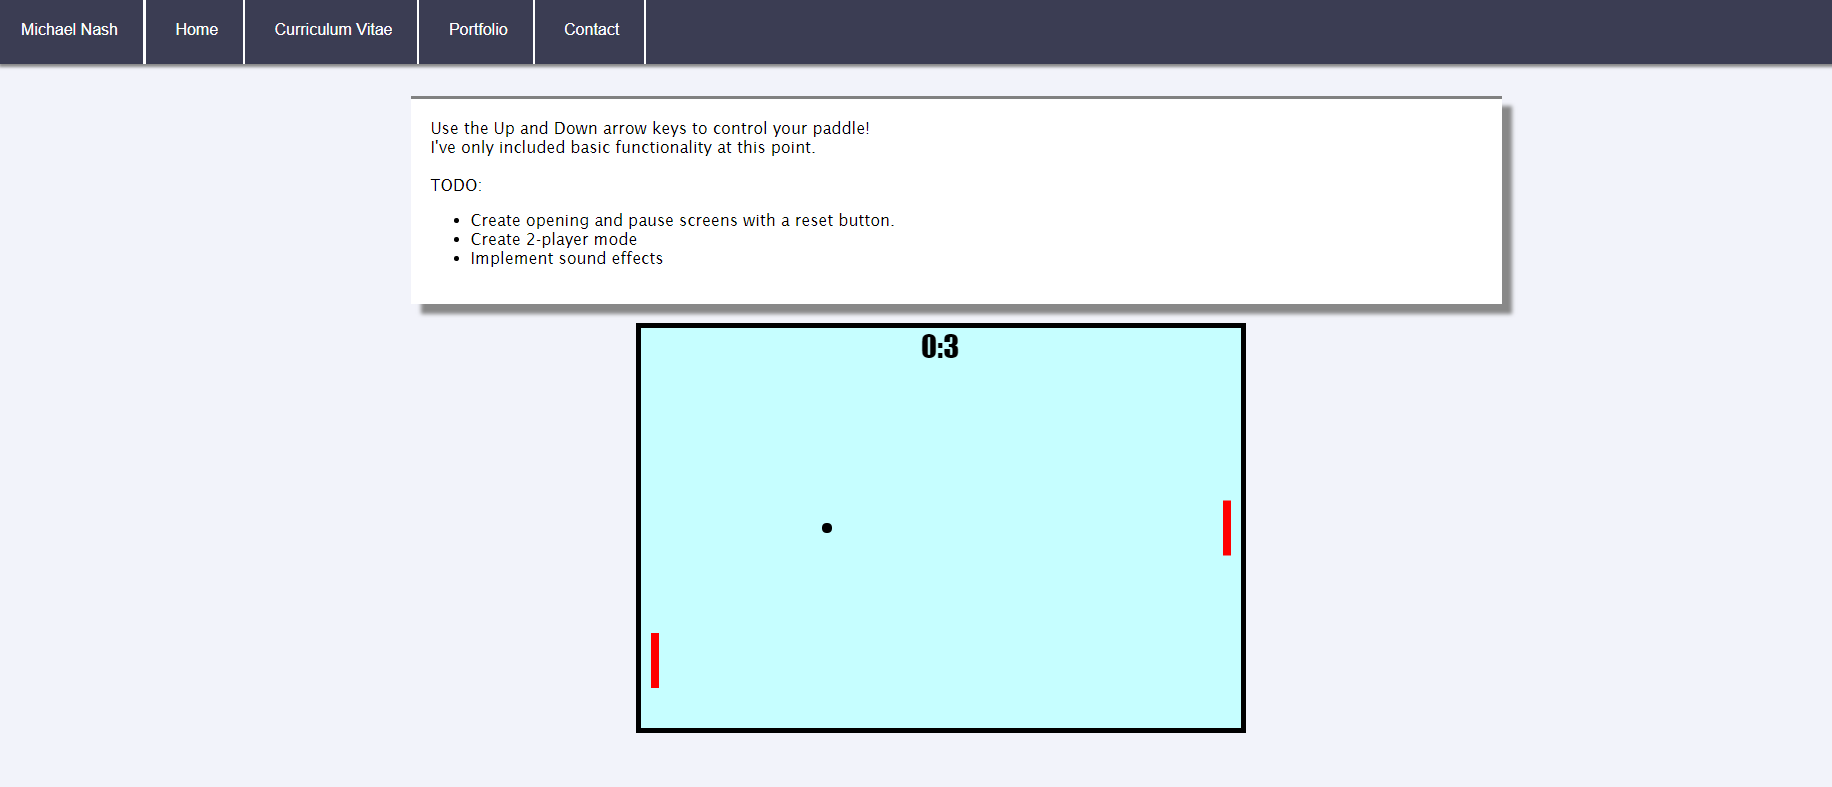 Michael Nash Home Curriculum Vitae Portfolio Contact
Use the Up and Down arrow keys to control your paddle!
I've only included basic functionality at this point.
TODO:
• Create opening and pause screens with a reset button.
• Create 2-player mode
• Implement sound effects
0:3